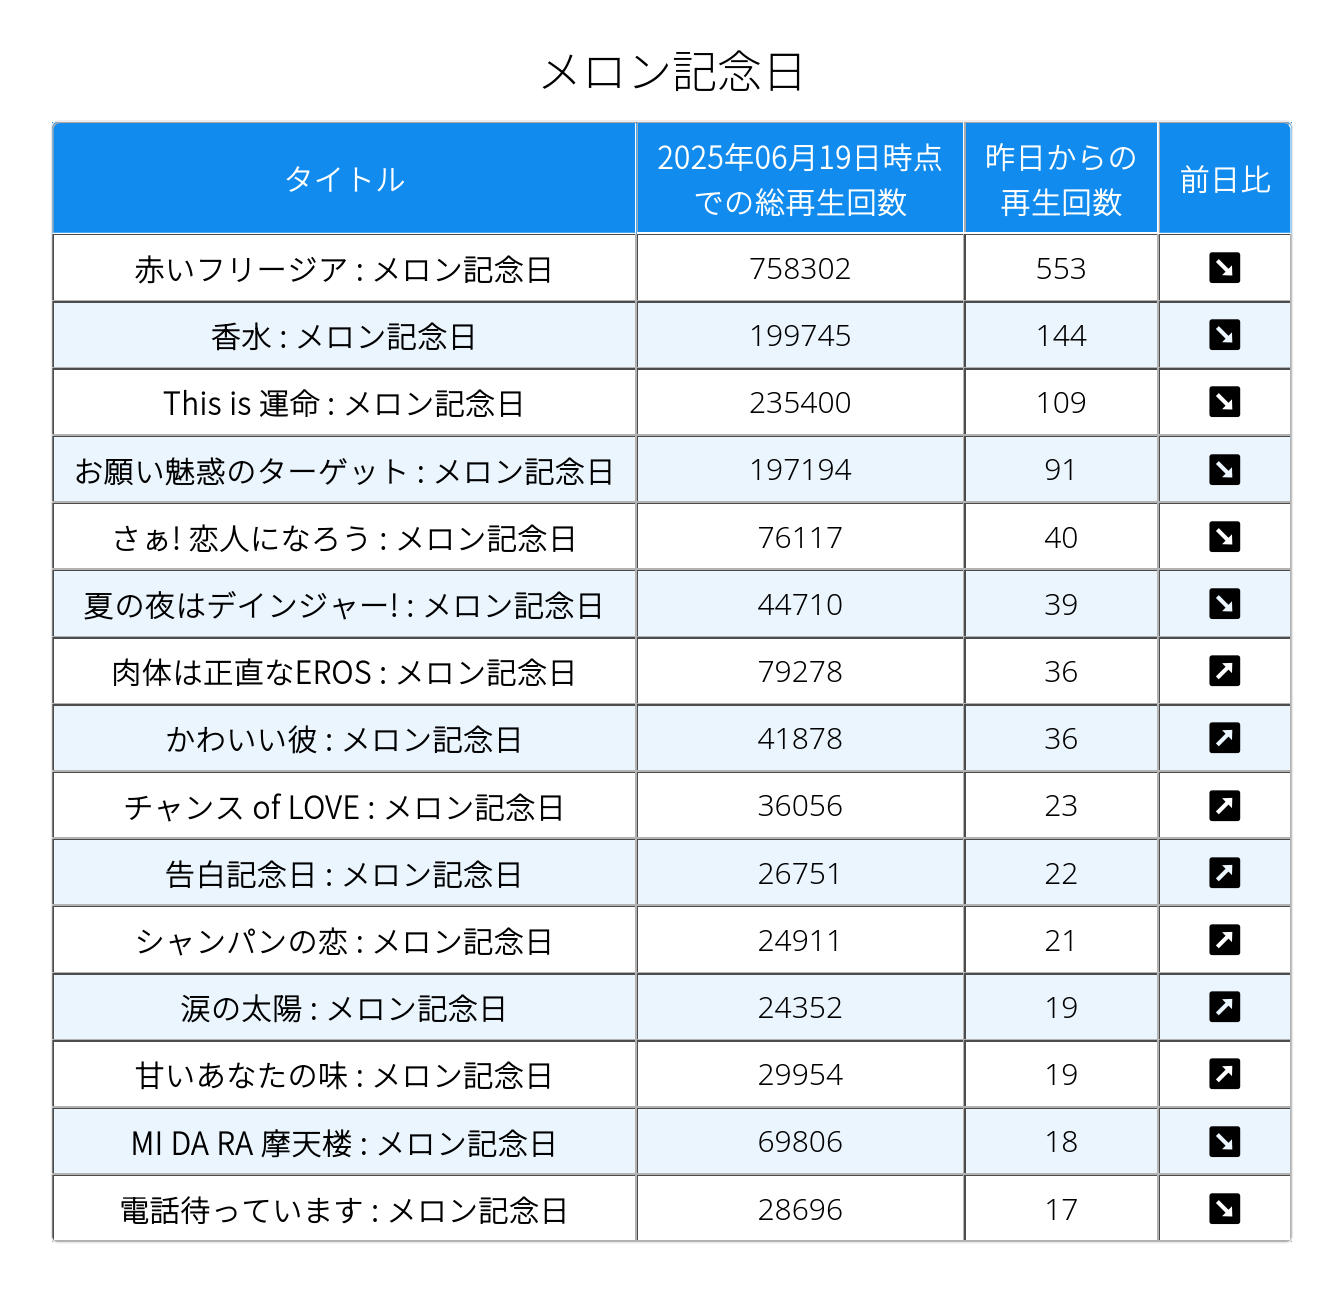 メロン記念日
タイトル 2025年06月19日時点での総再生回数 昨日からの再生回数 前日比
赤いフリージア : メロン記念日 758302 553 ↘
香水 : メロン記念日 199745 144 ↘
This is 運命 : メロン記念日 235400 109 ↘
お願い魅惑のターゲット : メロン記念日 197194 91 ↘
さぁ! 恋人になろう : メロン記念日 76117 40 ↘
夏の夜はデインジャー! : メロン記念日 44710 39 ↘
肉体は正直なEROS : メロン記念日 79278 36 ↗
かわいい彼 : メロン記念日 41878 36 ↗
チャンス of LOVE : メロン記念日 36056 23 ↗
告白記念日 : メロン記念日 26751 22 ↗
シャンパンの恋 : メロン記念日 24911 21 ↗
涙の太陽 : メロン記念日 24352 19 ↗
甘いあなたの味 : メロン記念日 29954 19 ↗
MI DA RA 摩天楼 : メロン記念日 69806 18 ↘
電話待っています : メロン記念日 28696 17 ↘